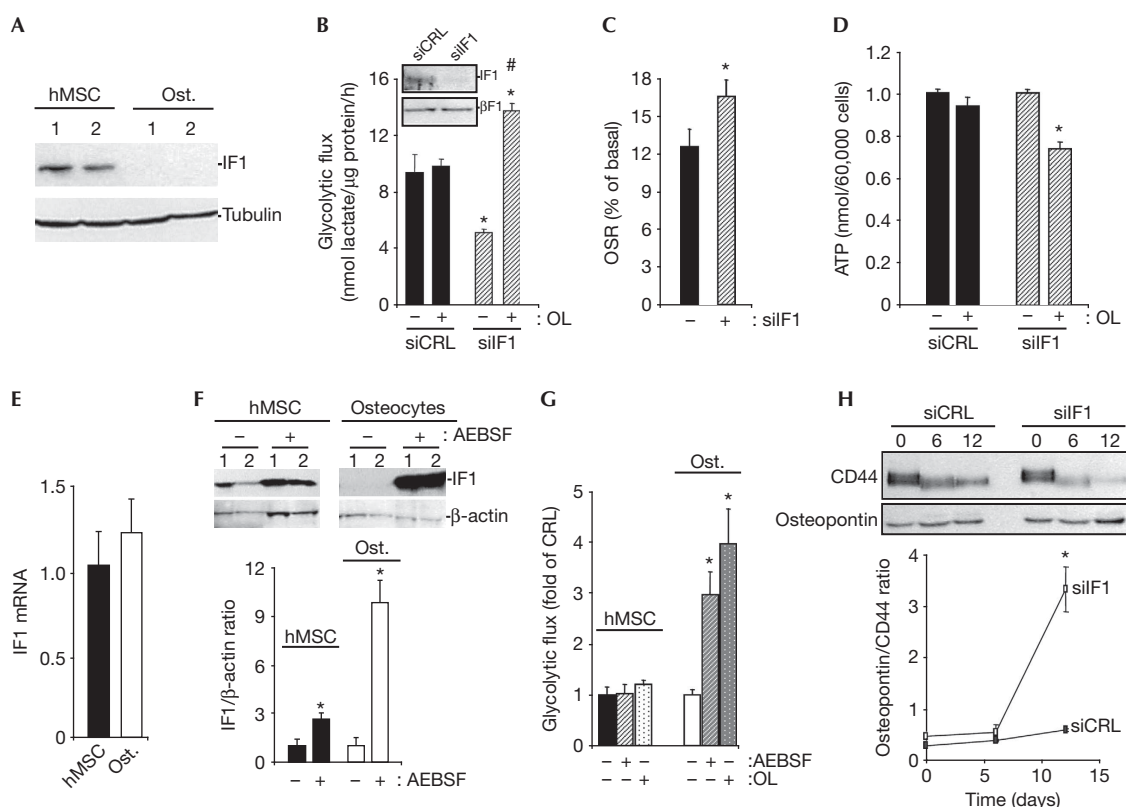 A
hMSC Ost.
1 2 1 2
IF1
Tubulin
B
siCRL siIF1
IF1
βF1
Glycolytic flux
(nmol lactate/μg protein/h)
16
12
8
4
0
#
*
*
– + – + : OL
siCRL siIF1
C
OSR (% of basal)
18
15
12
9
6
3
0
*
– + : siIF1
D
ATP (nmol/60,000 cells)
1.2
1.0
0.8
0.6
0.4
0.2
0
*
– + – + : OL
siCRL siIF1
E
IF1 mRNA
1.5
1.0
1.5
0
hMSC Ost.
F
hMSC Osteocytes
– + – + : AEBSF
1 2 1 2 1 2 1 2
IF1
β-actin
IF1/β-actin ratio
12
9
6
3
0
hMSC
Ost.
*
*
– + – + : AEBSF
G
Glycolytic flux (fold of CRL)
5
4
3
2
1
0
hMSC
Ost.
*
*
– + – – + – :AEBSF
– – + – – + :OL
H
siCRL siIF1
0 6 12 0 6 12
CD44
Osteopontin
Osteopontin/CD44 ratio
4
3
2
1
0
*
siIF1
siCRL
0 5 10 15
Time (days)